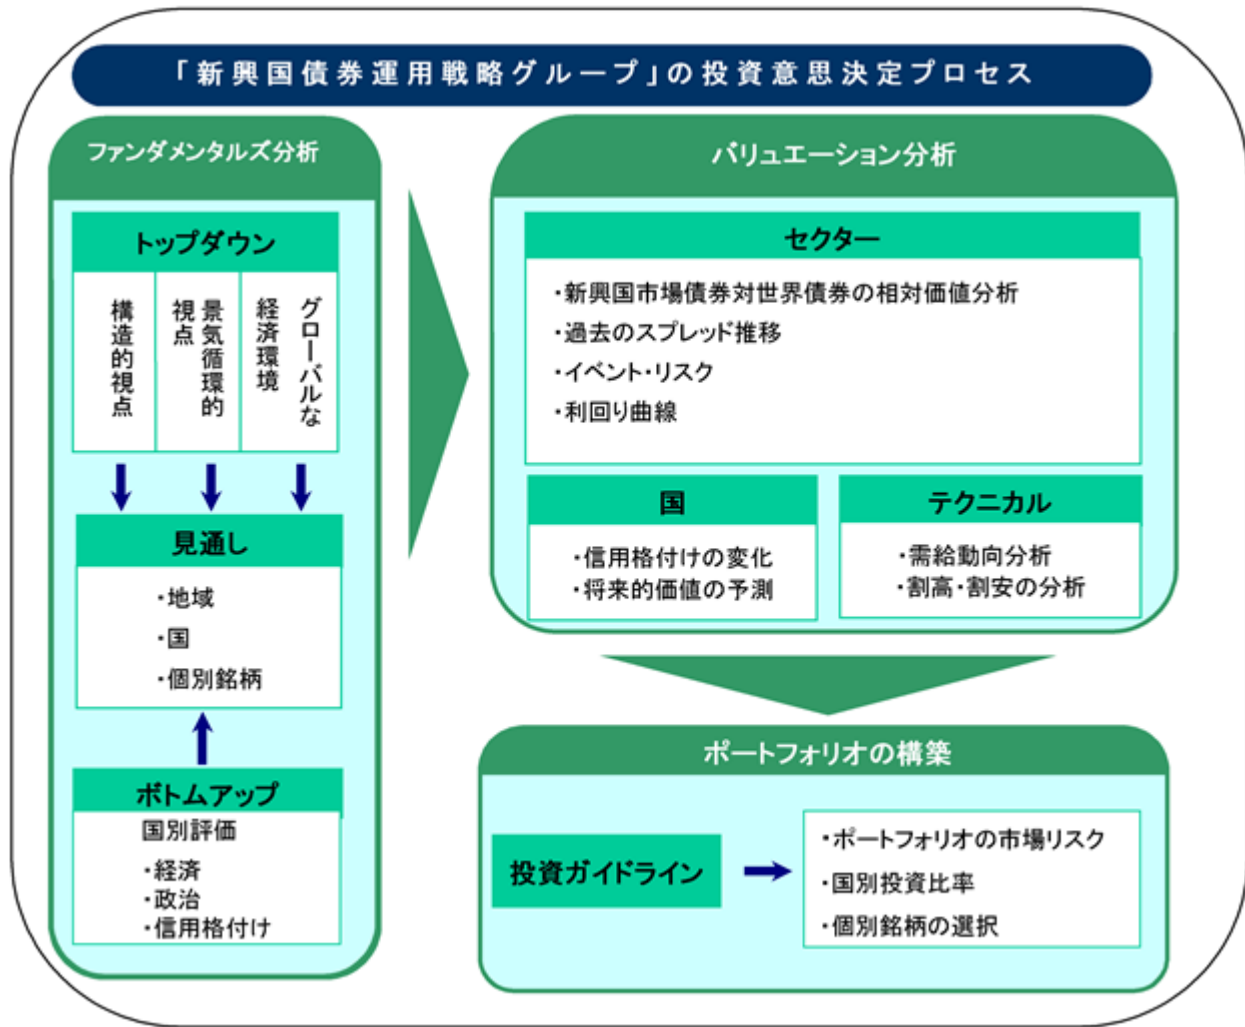 「新興国債券運用戦略グループ」の投資意思決定プロセス
ファンダメンタルズ分析
トップダウン
構造的視点
景気循環的
視点
グローバルな
経済環境
見通し
・地域
・国
・個別銘柄
ボトムアップ
国別評価
・経済
・政治
・信用格付け
バリュエーション分析
セクター
・新興国市場債券対世界債券の相対価値分析
・過去のスプレッド推移
・イベント・リスク
・利回り曲線
国
・信用格付けの変化
・将来的価値の予測
テクニカル
・需給動向分析
・割高・割安の分析
ポートフォリオの構築
投資ガイドライン
・ポートフォリオの市場リスク
・国別投資比率
・個別銘柄の選択